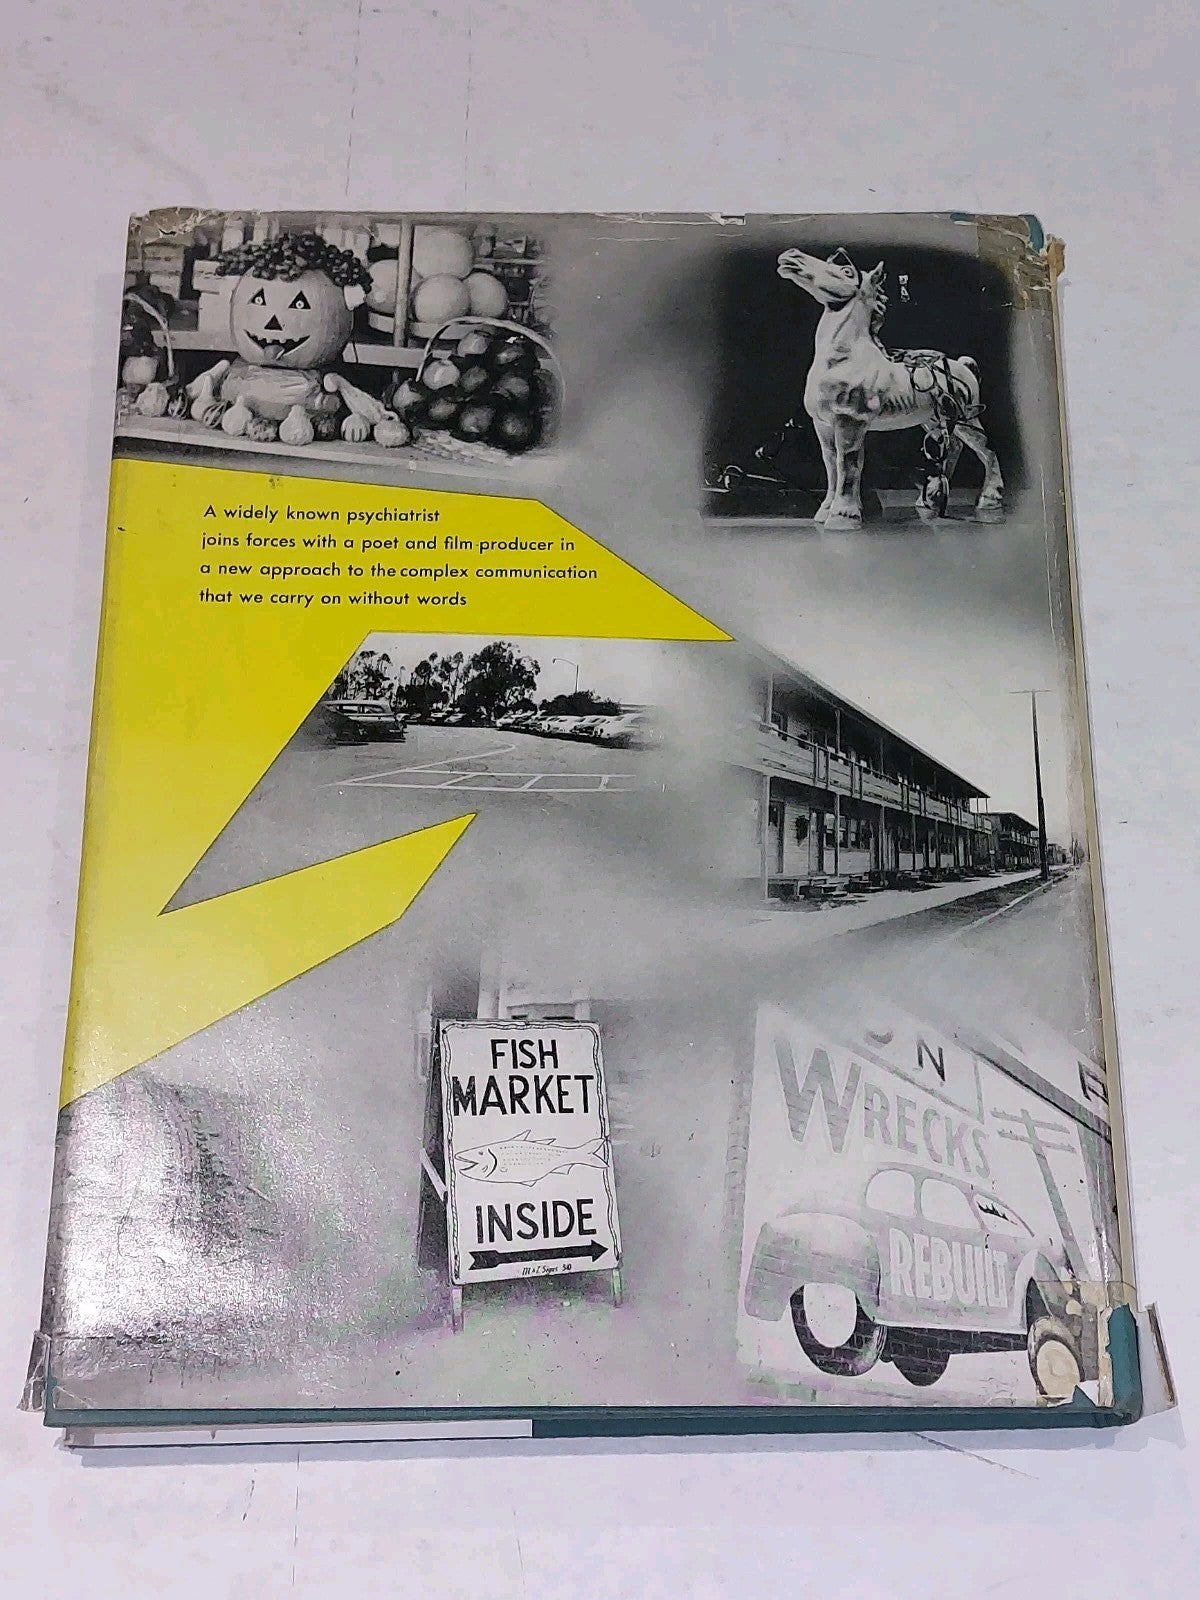 A widely known psychiatrist
joins forces with a poet and film-producer in
a new approach to the complex communication
that we carry on without words
FISH
MARKET
INSIDE
N
WRECKS
REBUILT